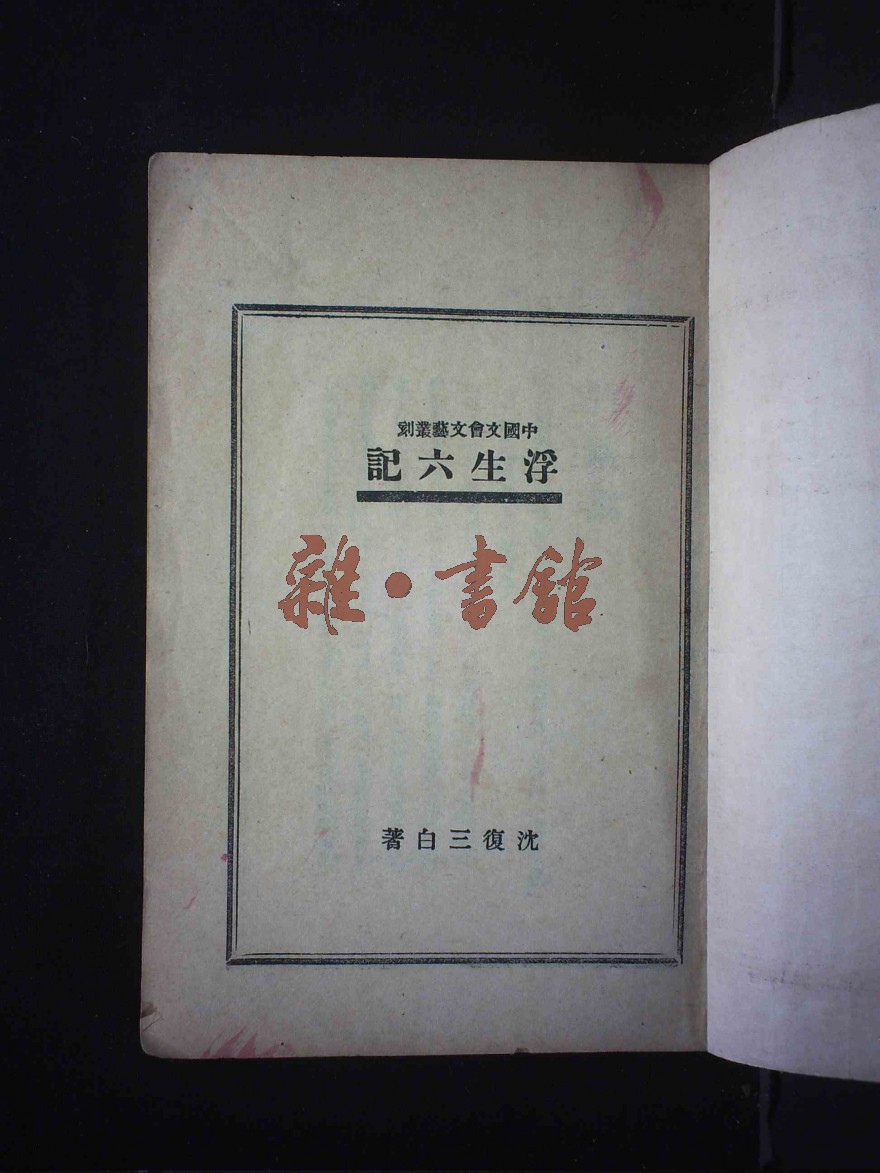 中國文會文藝叢刻
浮生六記
雜·書館
沈復三白著